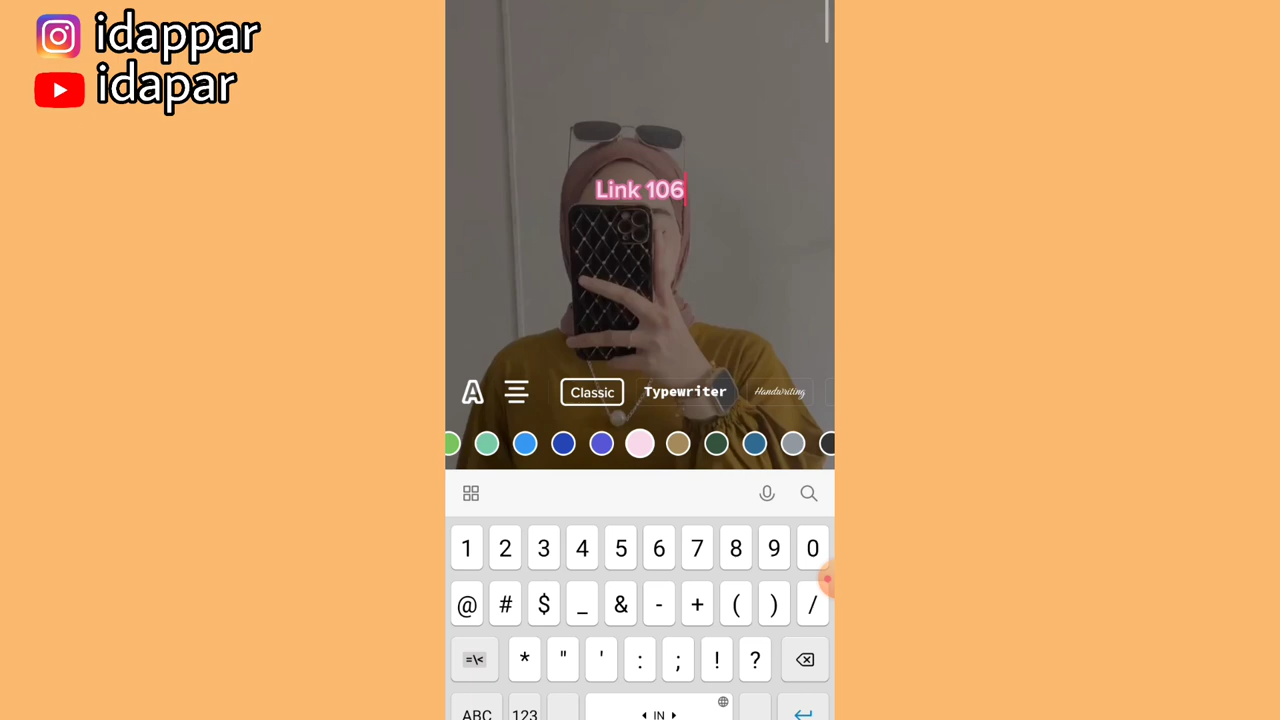 idappar
idapar
Link 106
Classic Typewriter Handwriting
1 2 3 4 5 6 7 8 9 0
@ # $ _ & - + ( ) /
=\< * " ' : ; ! ?
ABC 123 IN